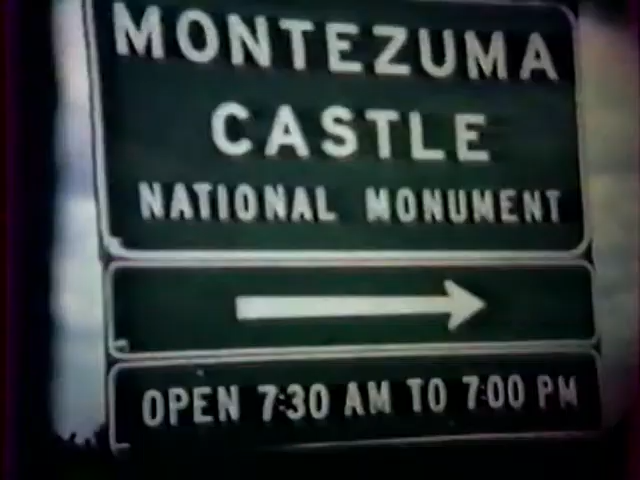 MONTEZUMA
CASTLE
NATIONAL MONUMENT
OPEN 7:30 AM TO 7:00 PM